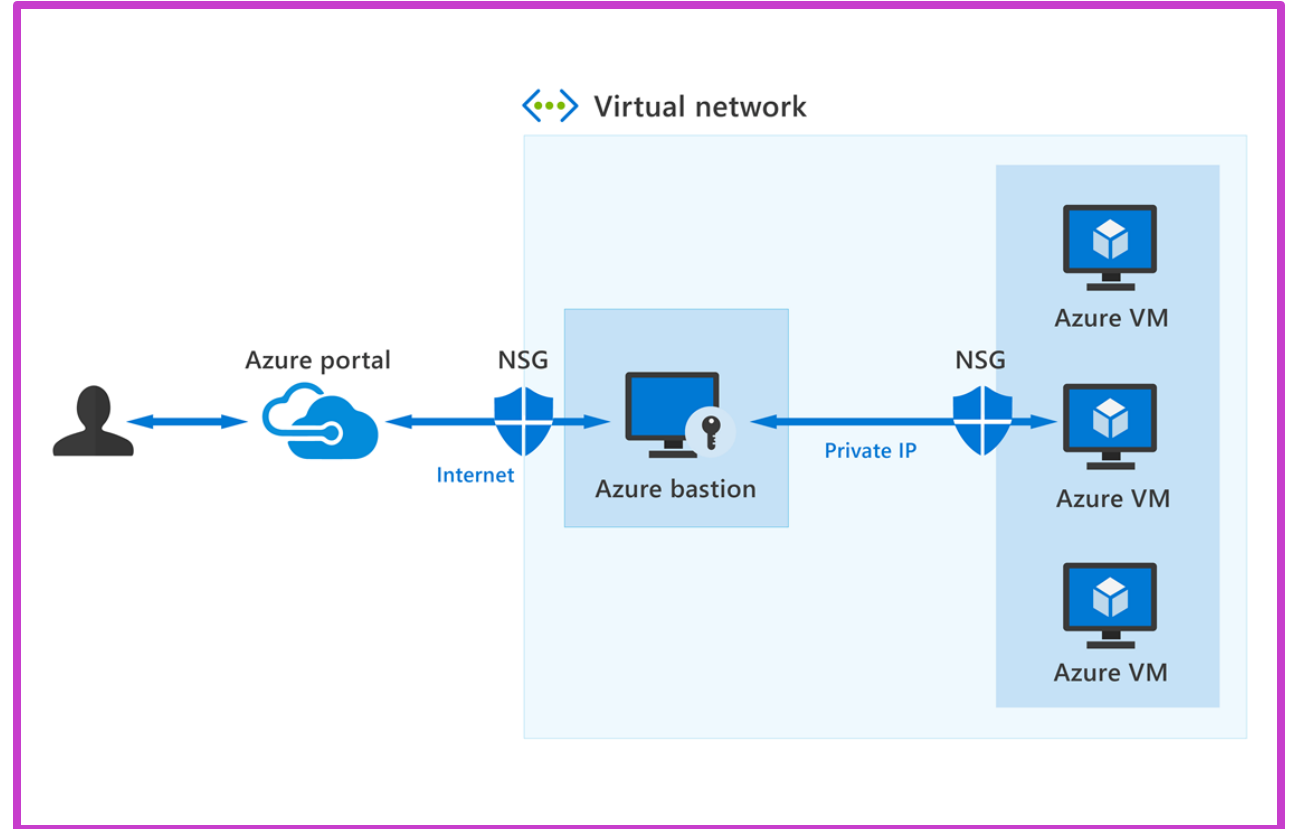 Virtual network
Azure VM
Azure portal
NSG
NSG
Internet
Azure bastion
Private IP
Azure VM
Azure VM